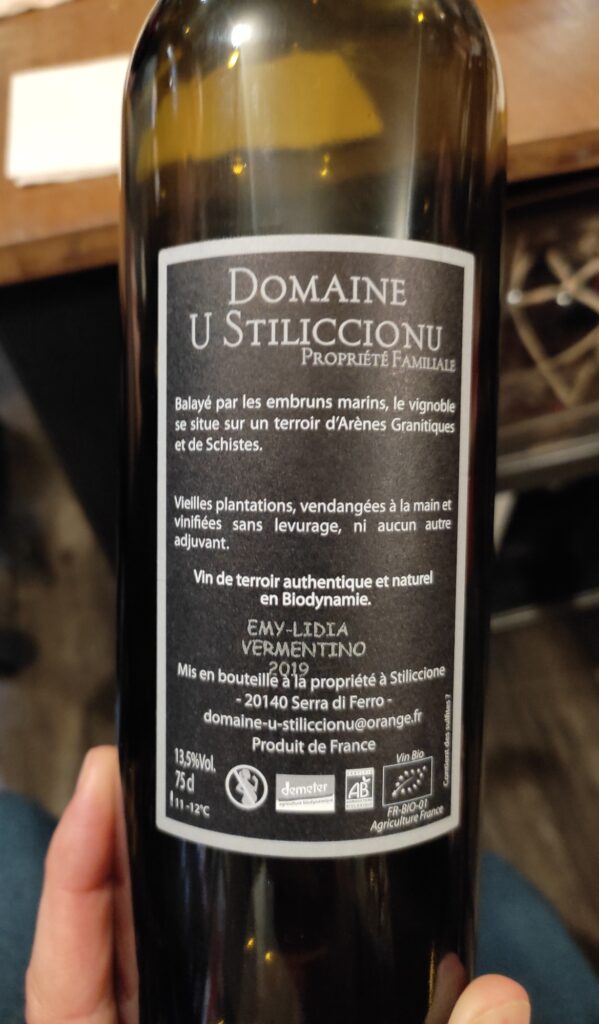 DOMAINE
U STILICCIONU
PROPRIÉTÉ FAMILIALE
Balayé par les embruns marins, le vignoble
se situe sur un terroir d'Arènes Granitiques
et de Schistes.
Vieilles plantations, vendangées à la main et
vinifiées sans levurage, ni aucun autre
adjuvant.
Vin de terroir authentique et naturel
en Biodynamie.
EMY-LIDIA
VERMENTINO
2019
Mis en bouteille à la propriété à Stiliccione
- 20140 Serra di Ferro -
domaine-u-stiliccionu@orange.fr
Produit de France
13,5%Vol.
75 cl
11 -12°C
demeter
agriculture biodynamique
AB
Vin Bio
FR-BIO-01
Agriculture France
Contient des sulfites ?